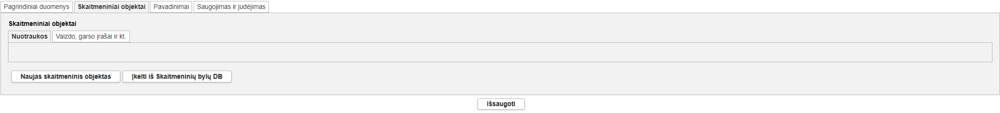 Pagrindiniai duomenys Skaitmeniniai objektai Pavadinimai Saugojimas ir judėjimas
Skaitmeniniai objektai
Nuotraukos Vaizdo, garso įrašai ir kt.
Naujas skaitmeninis objektas Įkelti iš Skaitmeninių bylų DB
Išsaugoti